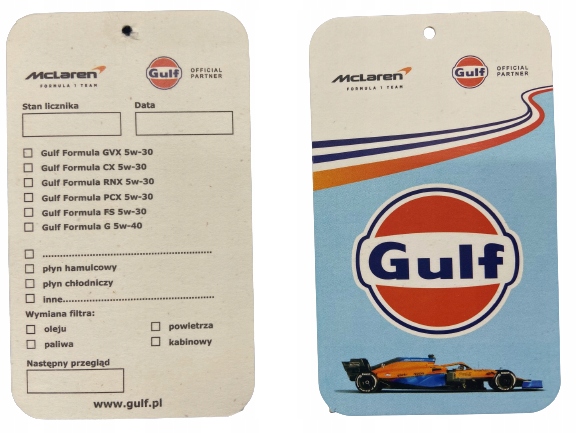 McLaren
FORMULA 1 TEAM
Gulf
OFFICIAL
PARTNER
Stan licznika
Data
Gulf Formula GVX 5w-30
Gulf Formula CX 5w-30
Gulf Formula RNX 5w-30
Gulf Formula PCX 5w-30
Gulf Formula FS 5w-30
Gulf Formula G 5w-40
..................................................
płyn hamulcowy
płyn chłodniczy
inne.............................................
Wymiana filtra:
oleju
powietrza
paliwa
kabinowy
Następny przegląd
www.gulf.pl
McLaren
FORMULA 1 TEAM
Gulf
OFFICIAL
PARTNER
Gulf